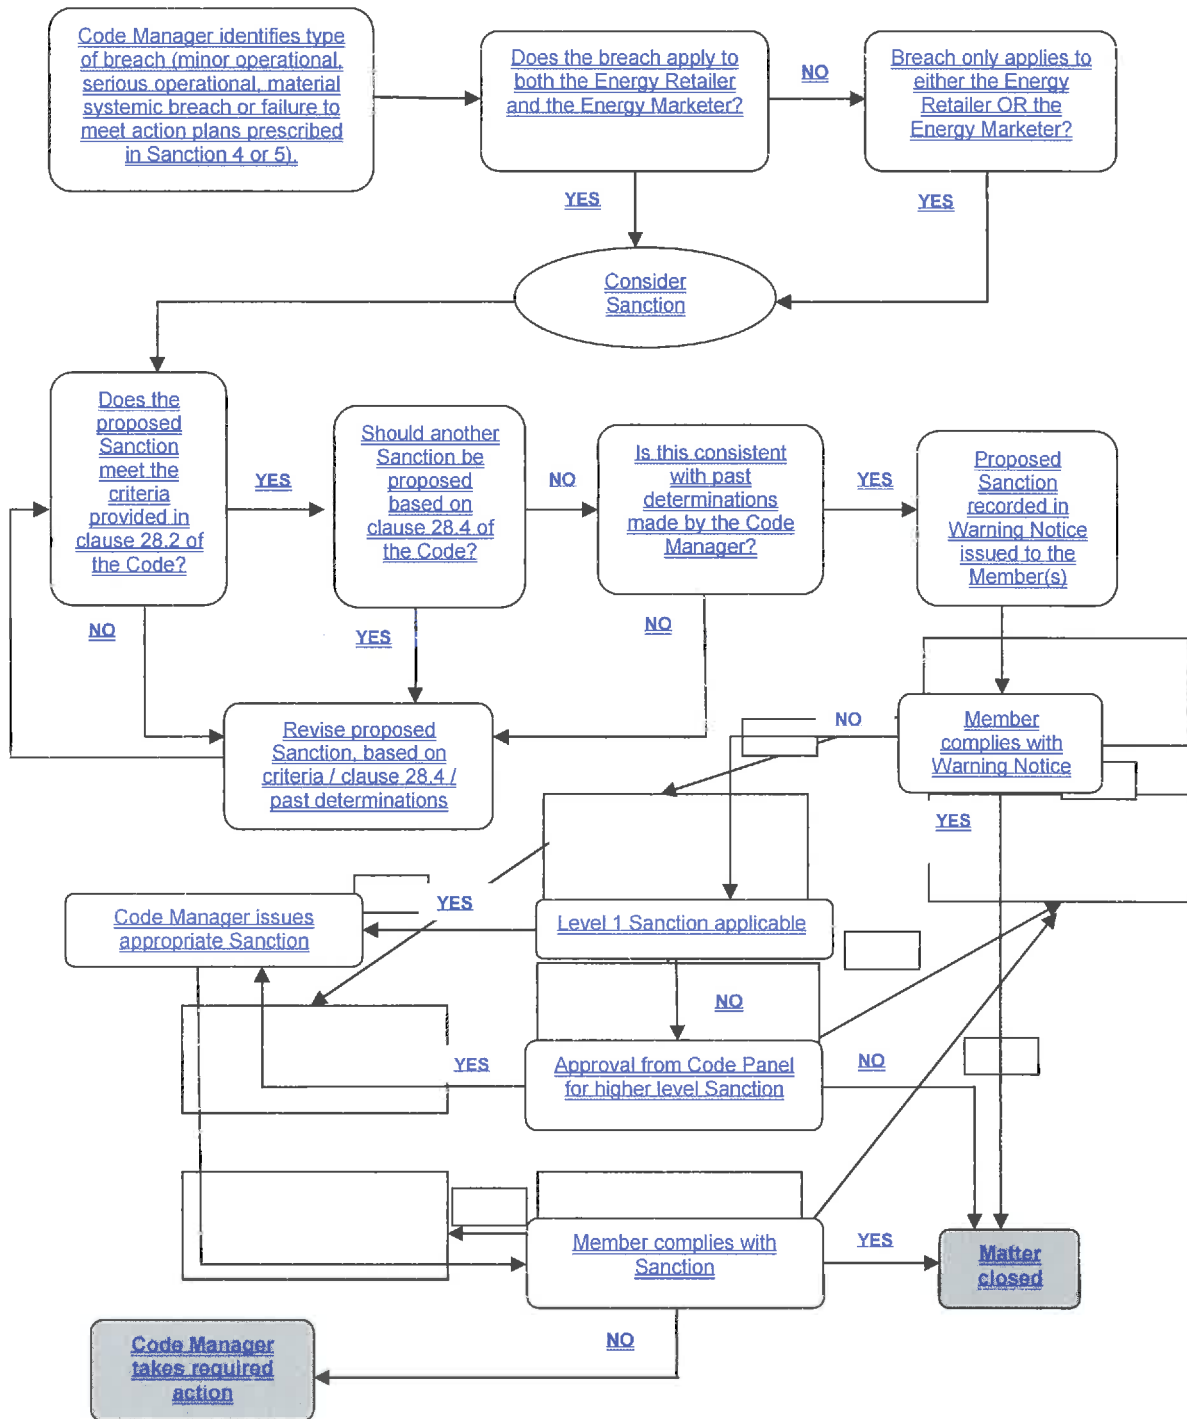 Code Manager identifies type
of breach (minor operational,
serious operational, material
systemic breach or failure to
meet action plans prescribed
in Sanction 4 or 5).
Does the breach apply to
both the Energy Retailer
and the Energy Marketer?
NO
Breach only applies to
either the Energy
Retailer OR the
Energy Marketer?
YES
YES
Consider
Sanction
Does the
proposed
Sanction
meet the
criteria
provided in
clause 28.2 of
the Code?
YES
Should another
Sanction be
proposed
based on
clause 28.4 of
the Code?
NO
Is this consistent
with past
determinations
made by the Code
Manager?
YES
Proposed
Sanction
recorded in
Warning Notice
issued to the
Member(s)
NO
YES
NO
Revise proposed
Sanction, based on
criteria / clause 28.4 /
past determinations
NO
Member
complies with
Warning Notice
YES
Code Manager issues
appropriate Sanction
YES
Level 1 Sanction applicable
NO
YES
Approval from Code Panel
for higher level Sanction
NO
Member complies with
Sanction
YES
Matter
closed
NO
Code Manager
takes required
action